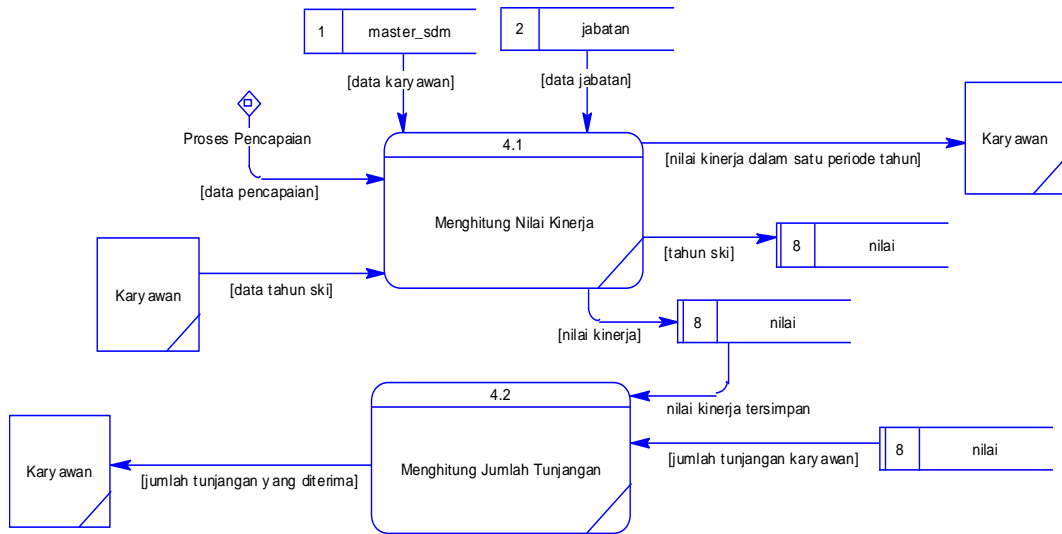 1 master_sdm
2 jabatan
[data karyawan]
[data jabatan]
Proses Pencapaian
4.1
[nilai kinerja dalam satu periode tahun]
Karyawan
[data pencapaian]
Menghitung Nilai Kinerja
8 nilai
[tahun ski]
Karyawan
[data tahun ski]
8 nilai
[nilai kinerja]
4.2
nilai kinerja tersimpan
8 nilai
[jumlah tunjangan karyawan]
Karyawan
Menghitung Jumlah Tunjangan
[jumlah tunjangan yang diterima]